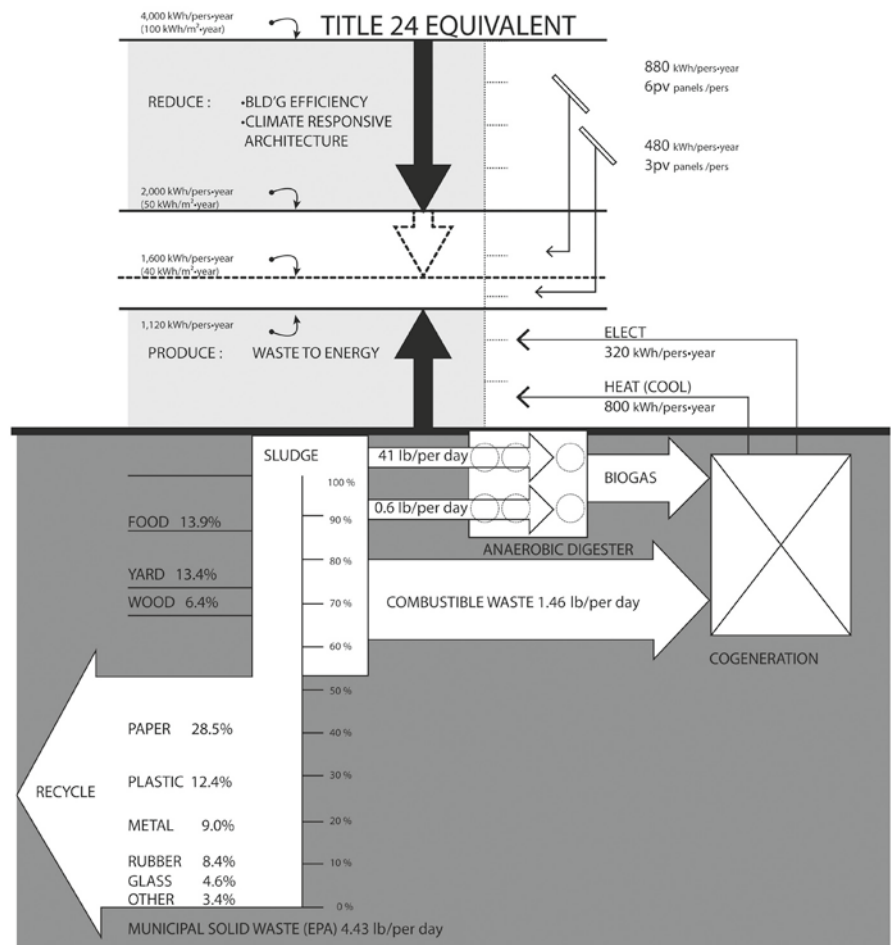 4,000 kWh/pers•year
(100 kWh/m²•year)
TITLE 24 EQUIVALENT
880 kWh/pers•year
6pv panels /pers
REDUCE :
•BLD'G EFFICIENCY
•CLIMATE RESPONSIVE
ARCHITECTURE
480 kWh/pers•year
3pv panels /pers
2,000 kWh/pers•year
(50 kWh/m²•year)
1,600 kWh/pers•year
(40 kWh/m²•year)
1,120 kWh/pers•year
PRODUCE : WASTE TO ENERGY
ELECT
320 kWh/pers•year
HEAT (COOL)
800 kWh/pers•year
SLUDGE
41 lb/per day
0.6 lb/per day
BIOGAS
ANAEROBIC DIGESTER
COMBUSTIBLE WASTE 1.46 lb/per day
COGENERATION
100 %
90 %
80 %
70 %
60 %
50 %
40 %
30 %
20 %
10 %
0 %
FOOD 13.9%
YARD 13.4%
WOOD 6.4%
RECYCLE
PAPER 28.5%
PLASTIC 12.4%
METAL 9.0%
RUBBER 8.4%
GLASS 4.6%
OTHER 3.4%
MUNICIPAL SOLID WASTE (EPA) 4.43 lb/per day